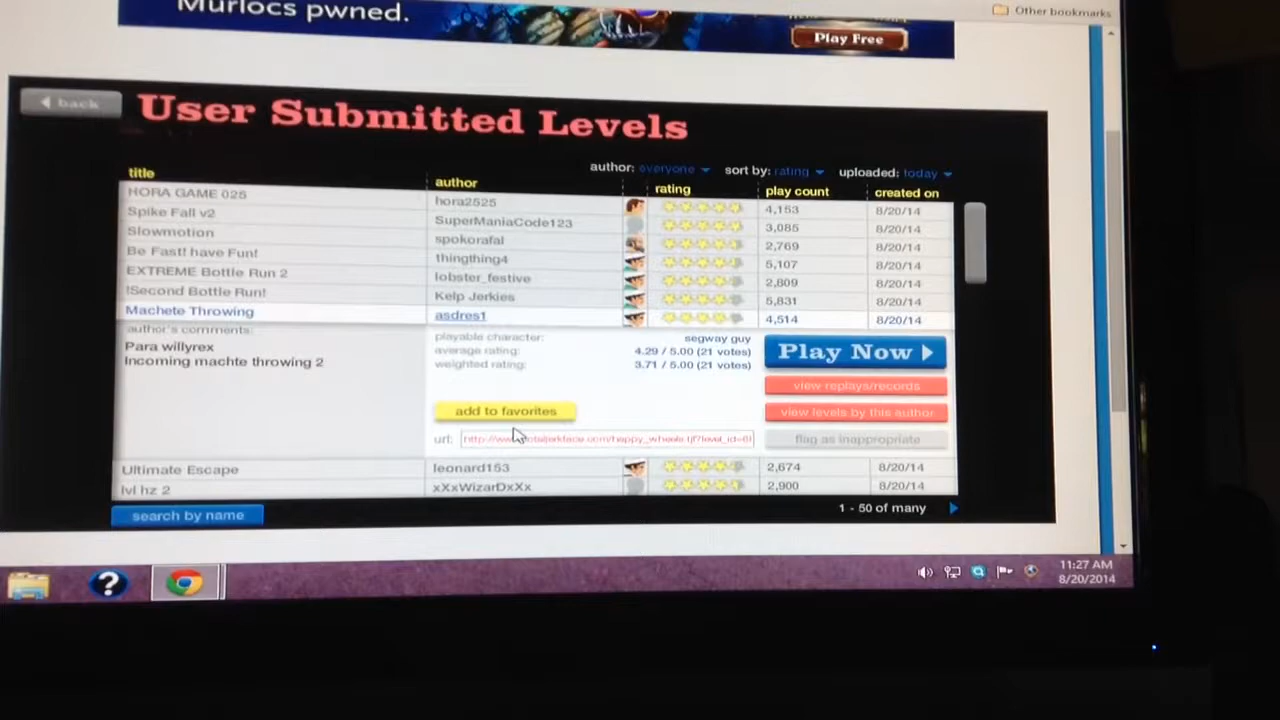 Murlocs pwned.
Play Free
Other bookmarks
back
User Submitted Levels
author: everyone sort by: rating uploaded: today
title author rating play count created on
HORA GAME 025 hora2525 4,153 8/20/14
Spike Fall v2 SuperManiaCode123 3,085 8/20/14
Slowmotion spokorafal 2,769 8/20/14
Be Fast! have Fun! thingthing4 5,107 8/20/14
EXTREME Bottle Run 2 lobster_festive 2,809 8/20/14
!Second Bottle Run! Kelp Jerkies 5,831 8/20/14
Machete Throwing asdres1 4,514 8/20/14
author's comments:
Para willyrex
Incoming machte throwing 2
playable character: segway guy
average rating: 4.29 / 5.00 (21 votes)
weighted rating: 3.71 / 5.00 (21 votes)
add to favorites
url:
Play Now
view replays/records
view levels by this author
flag as inappropriate
Ultimate Escape leonard153 2,674 8/20/14
lvl hz 2 xXxWizarDxXx 2,900 8/20/14
search by name
1 - 50 of many
?
11:27 AM
8/20/2014